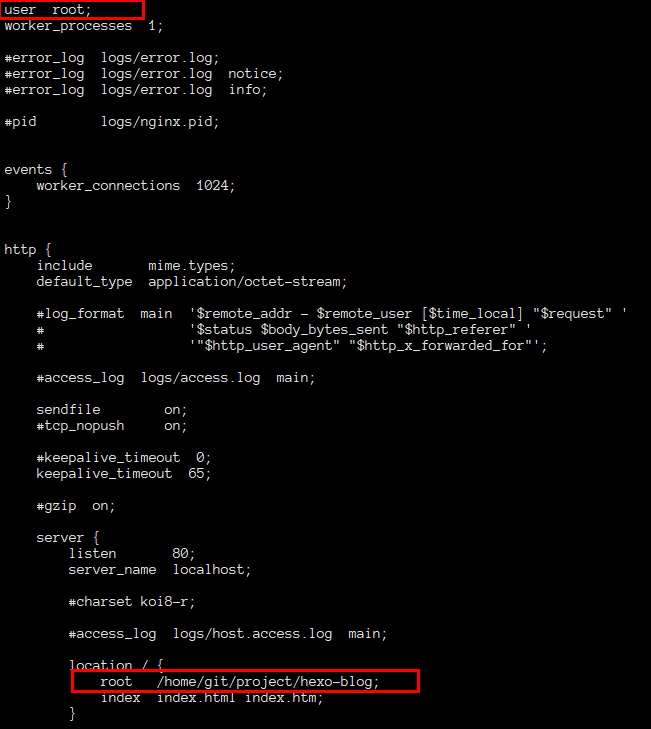 user  root;
worker_processes  1;

#error_log  logs/error.log;
#error_log  logs/error.log  notice;
#error_log  logs/error.log  info;

#pid        logs/nginx.pid;


events {
    worker_connections  1024;
}


http {
    include       mime.types;
    default_type  application/octet-stream;

    #log_format  main  '$remote_addr - $remote_user [$time_local] "$request" '
    #                  '$status $body_bytes_sent "$http_referer" '
    #                  '"$http_user_agent" "$http_x_forwarded_for"';

    #access_log  logs/access.log  main;

    sendfile        on;
    #tcp_nopush     on;

    #keepalive_timeout  0;
    keepalive_timeout  65;

    #gzip  on;

    server {
        listen       80;
        server_name  localhost;

        #charset koi8-r;

        #access_log  logs/host.access.log  main;

        location / {
            root   /home/git/project/hexo-blog;
            index  index.html index.htm;
        }